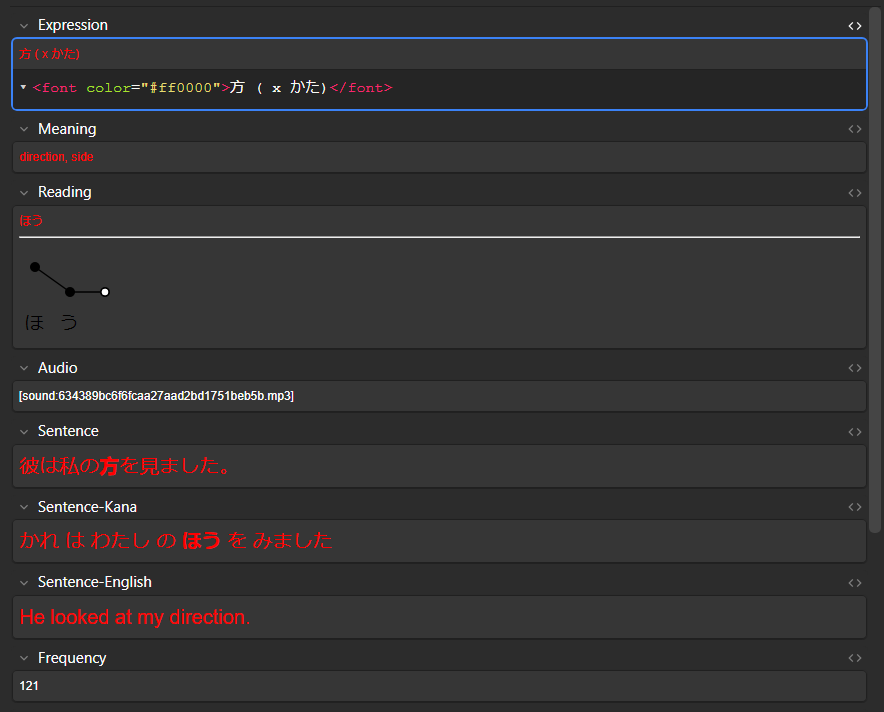 Expression
方 ( x かた)
<font color="#ff0000">方 ( x かた)</font>
Meaning
direction, side
Reading
ほう
ほ う
Audio
[sound:634389bc6f6fcaa27aad2bd1751beb5b.mp3]
Sentence
彼は私の方を見ました。
Sentence-Kana
かれ は わたし の ほう を みました
Sentence-English
He looked at my direction.
Frequency
121